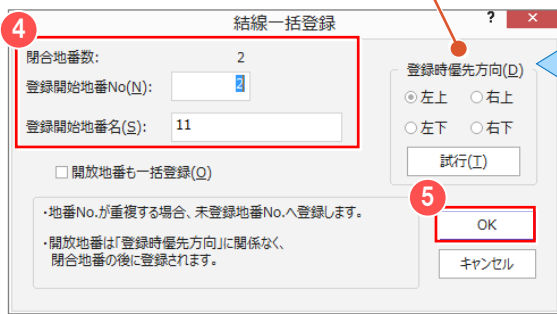 結線一括登録
? ×
4
閉合地番数: 2
登録開始地番No(N): 2
登録開始地番名(S): 11
開放地番も一括登録(O)
登録時優先方向(D)
左上 右上
左下 右下
試行(T)
・地番No.が重複する場合、未登録地番No.へ登録します。
・開放地番は「登録時優先方向」に関係なく、
閉合地番の後に登録されます。
5
OK
キャンセル